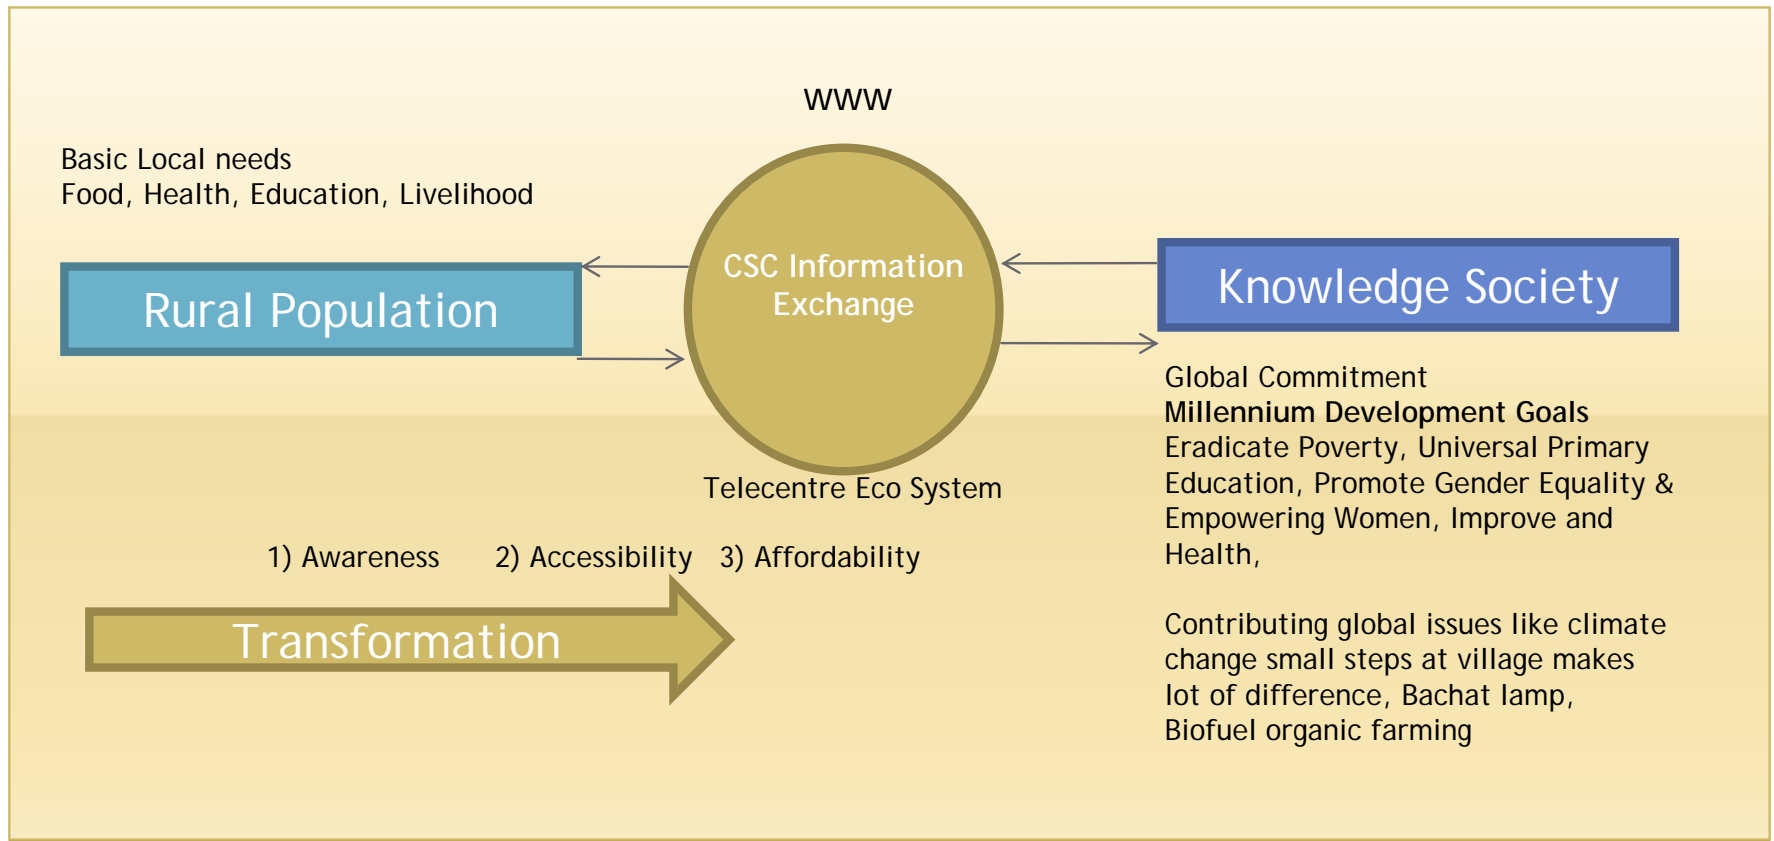 WWW
Basic Local needs
Food, Health, Education, Livelihood
Rural Population
CSC Information
Exchange
Knowledge Society
Telecentre Eco System
Global Commitment
Millennium Development Goals
Eradicate Poverty, Universal Primary
Education, Promote Gender Equality &
Empowering Women, Improve and
Health,
Contributing global issues like climate
change small steps at village makes
lot of difference, Bachat lamp,
Biofuel organic farming
1) Awareness 2) Accessibility 3) Affordability
Transformation